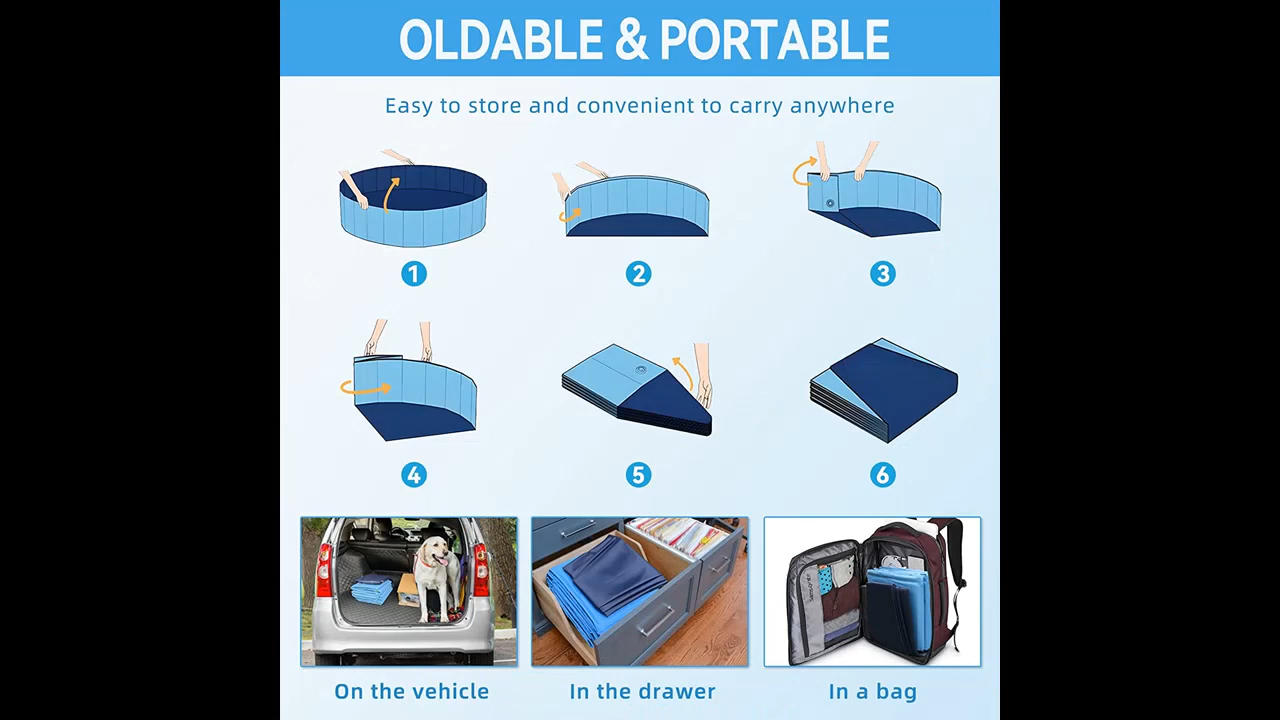 OLDABLE & PORTABLE
Easy to store and convenient to carry anywhere
1
2
3
4
5
6
On the vehicle
In the drawer
In a bag